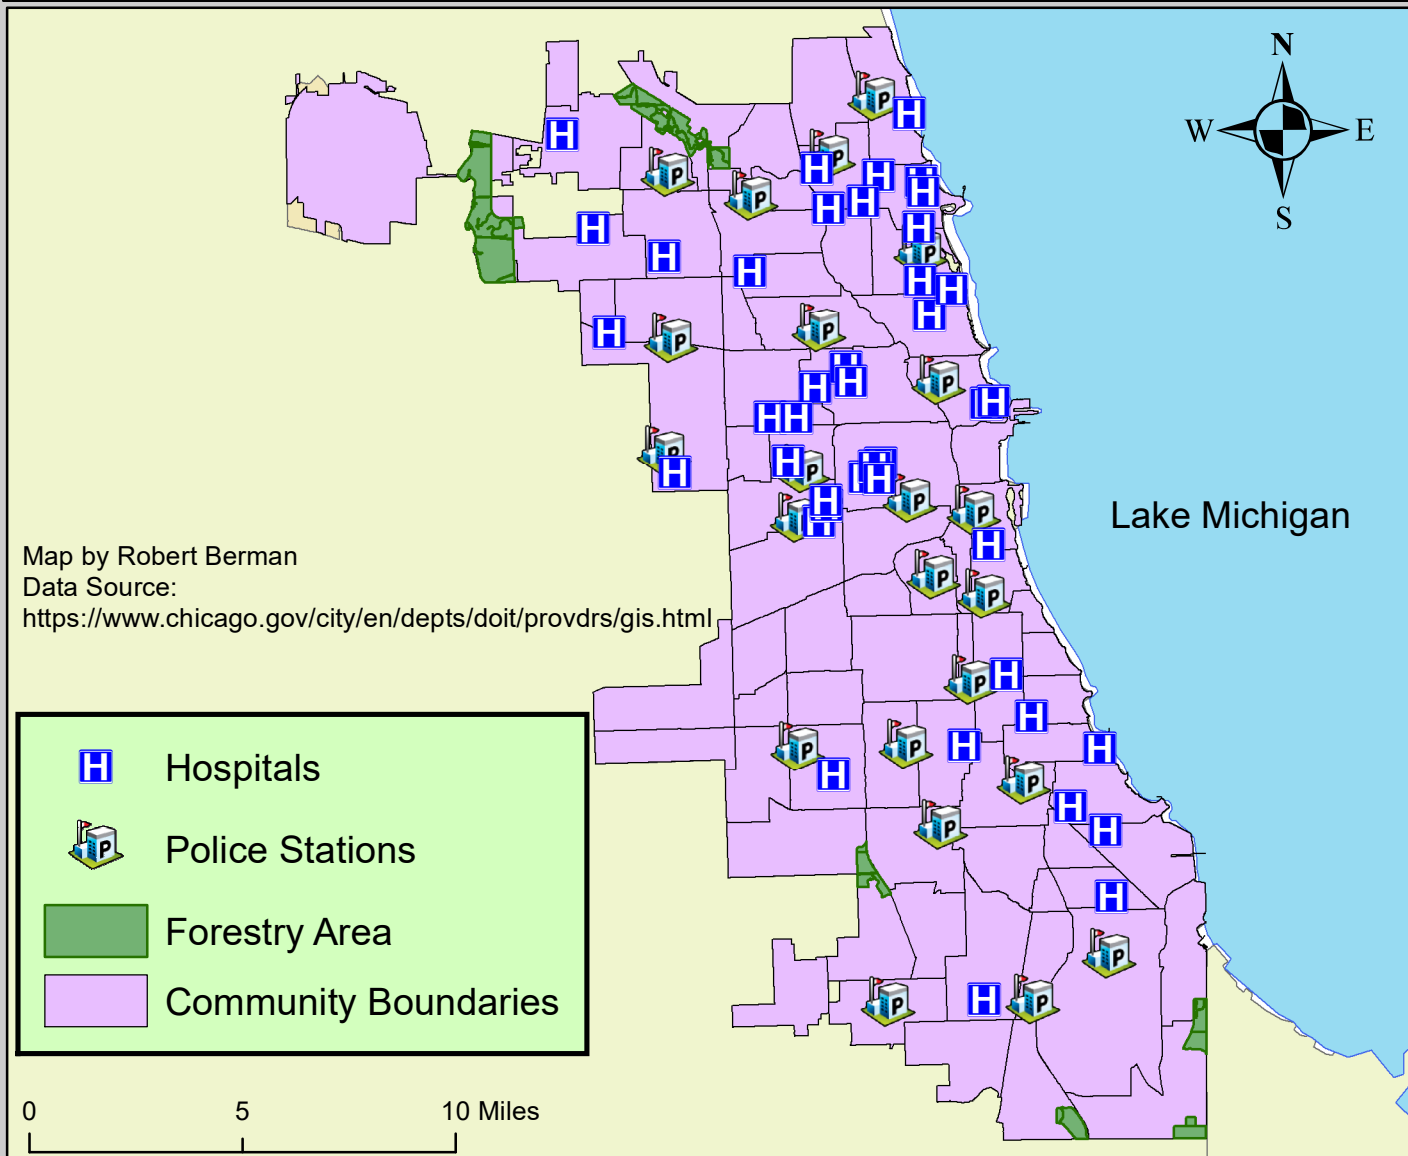 N
W
E
S
Lake Michigan
Map by Robert Berman
Data Source:
https://www.chicago.gov/city/en/depts/doit/provdrs/gis.html
H Hospitals
P Police Stations
Forestry Area
Community Boundaries
0 5 10 Miles